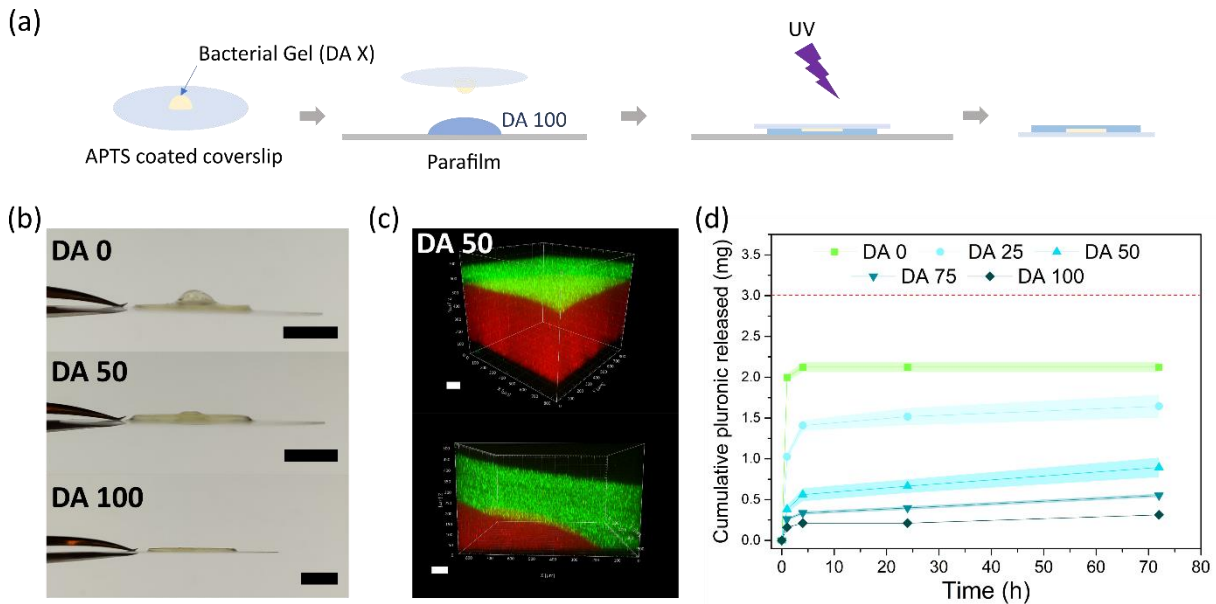 (a)
UV
Bacterial Gel (DA X)
DA 100
APTS coated coverslip
Parafilm
(b)
(c)
(d)
DA 0
DA 50
DA 100
DA 50
DA 0
DA 25
DA 50
DA 75
DA 100
Cumulative pluronic released (mg)
3.5
3.0
2.5
2.0
1.5
1.0
0.5
0.0
0
10
20
30
40
50
60
70
80
Time (h)